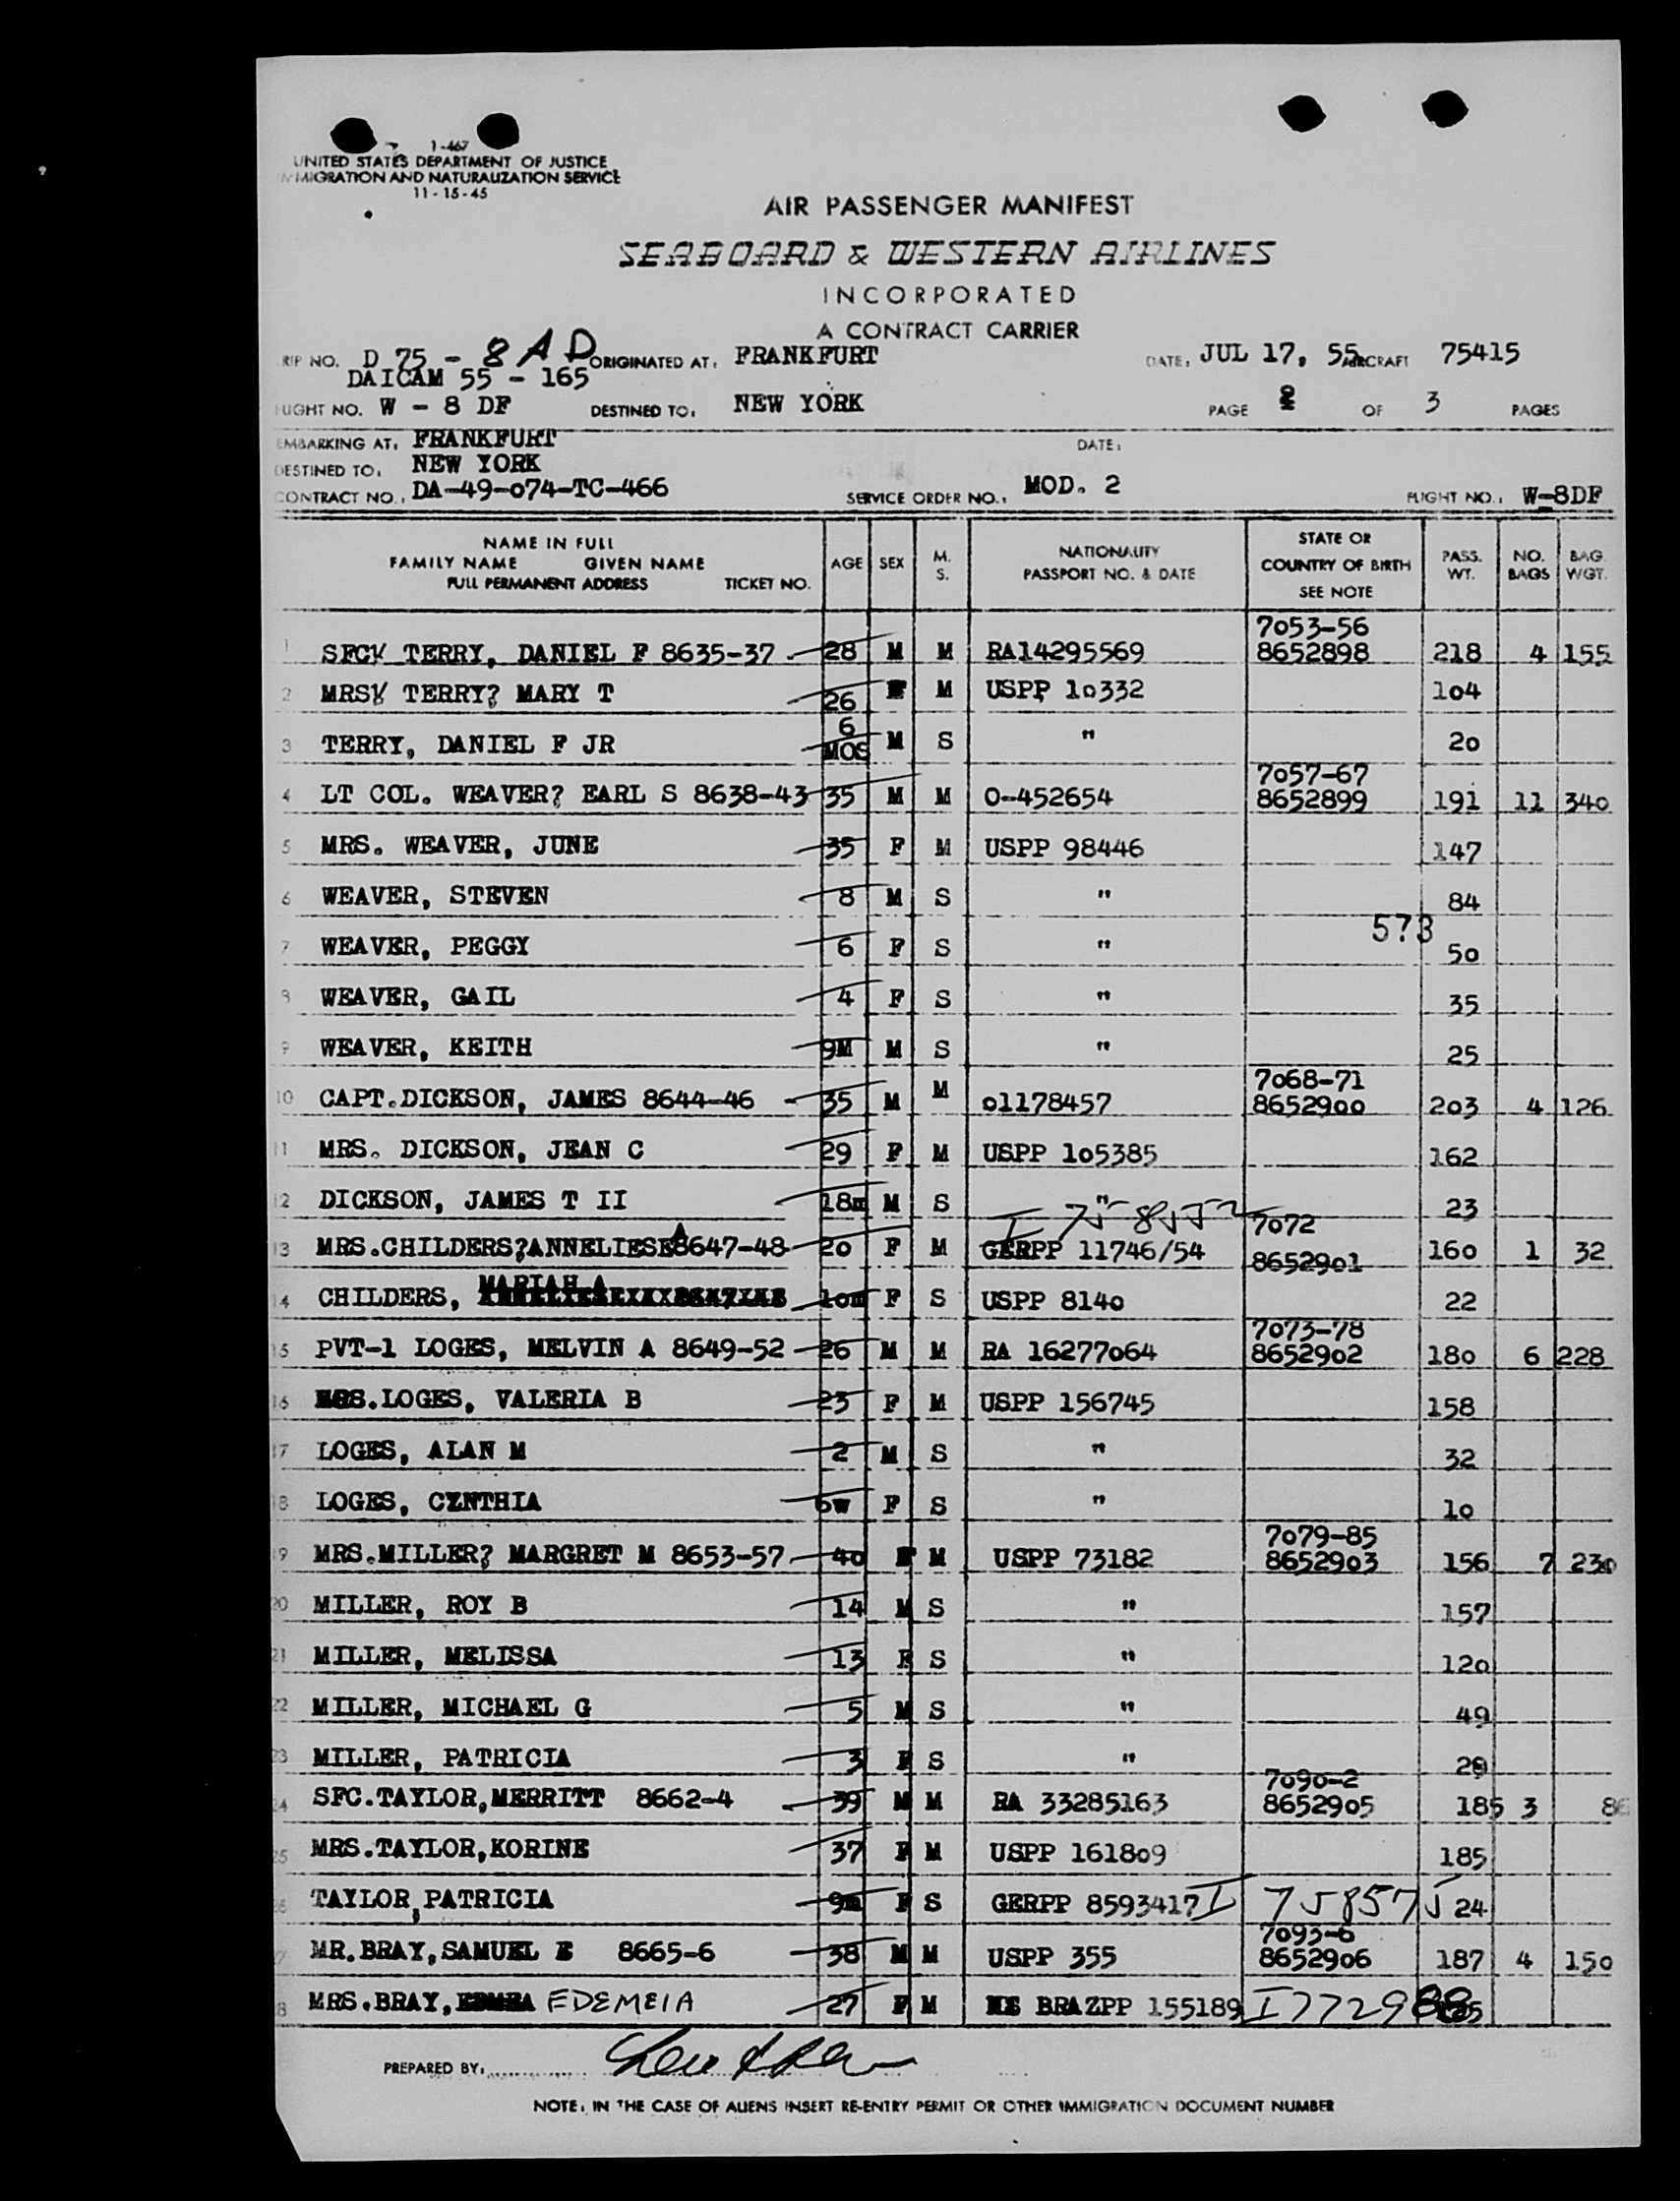 1-467
UNITED STATES DEPARTMENT OF JUSTICE
IMMIGRATION AND NATURALIZATION SERVICE
11-15-45
AIR PASSENGER MANIFEST
SEABOARD & WESTERN AIRLINES
INCORPORATED
A CONTRACT CARRIER
TRIP NO. D 75 - 8 A D ORIGINATED AT: FRANKFURT DATE: JUL 17, 55 AIRCRAFT 75415
DAICAM 55 - 165
FLIGHT NO. W - 8 DF DESTINED TO: NEW YORK PAGE 2 OF 3 PAGES
EMBARKING AT: FRANKFURT DATE:
DESTINED TO: NEW YORK
CONTRACT NO.: DA-49-074-TC-466 SERVICE ORDER NO.: MOD. 2 FLIGHT NO.: W-8DF
NAME IN FULL
FAMILY NAME GIVEN NAME
FULL PERMANENT ADDRESS TICKET NO. AGE SEX M. S. NATIONALITY PASSPORT NO. & DATE STATE OR COUNTRY OF BIRTH SEE NOTE PASS. WT. NO. BAGS BAG WGT.
7053-56
1 SFC TERRY, DANIEL F 8635-37 28 M M RA14295569 8652898 218 4 155
2 MRS TERRY? MARY T 26 F M USPP 10332 104
3 TERRY, DANIEL F JR 6 MOS M S " 20
7057-67
4 LT COL. WEAVER? EARL S 8638-43 35 M M O-452654 8652899 191 11 340
5 MRS. WEAVER, JUNE 35 F M USPP 98446 147
6 WEAVER, STEVEN 8 M S " 84
573
7 WEAVER, PEGGY 6 F S " 50
8 WEAVER, GAIL 4 F S " 35
9 WEAVER, KEITH 9M M S " 25
7068-71
10 CAPT.DICKSON, JAMES 8644-46 35 M M 01178457 8652900 203 4 126
11 MRS. DICKSON, JEAN C 29 F M USPP 105385 162
12 DICKSON, JAMES T II 18m M S " 23
7072
13 MRS.CHILDERS?ANNELIESE A 8647-48 20 F M GERPP 11746/54 8652901 160 1 32
14 CHILDERS, MARIAH A 10m F S USPP 8140 22
7073-78
15 PVT-1 LOGES, MELVIN A 8649-52 26 M M RA 16277064 8652902 180 6 228
16 MRS.LOGES, VALERIA B 23 F M USPP 156745 158
17 LOGES, ALAN M 2 M S " 32
18 LOGES, CYNTHIA 6w F S " 10
7079-85
19 MRS.MILLER? MARGRET M 8653-57 40 F M USPP 73182 8652903 156 7 230
20 MILLER, ROY B 14 M S " 157
21 MILLER, MELISSA 13 F S " 120
22 MILLER, MICHAEL G 5 M S " 49
23 MILLER, PATRICIA 3 F S " 29
7090-2
24 SFC.TAYLOR,MERRITT 8662-4 39 M M RA 33285163 8652905 185 3 86
25 MRS.TAYLOR,KORINE 37 F M USPP 161809 185
26 TAYLOR,PATRICIA 9m F S GERPP 8593417 I 758575 24
7093-6
27 MR.BRAY,SAMUEL E 8665-6 38 M M USPP 355 8652906 187 4 150
28 MRS.BRAY, EDEMEIA 27 F M BRAZPP 155189 I772988
PREPARED BY:
NOTE: IN THE CASE OF ALIENS INSERT RE-ENTRY PERMIT OR OTHER IMMIGRATION DOCUMENT NUMBER